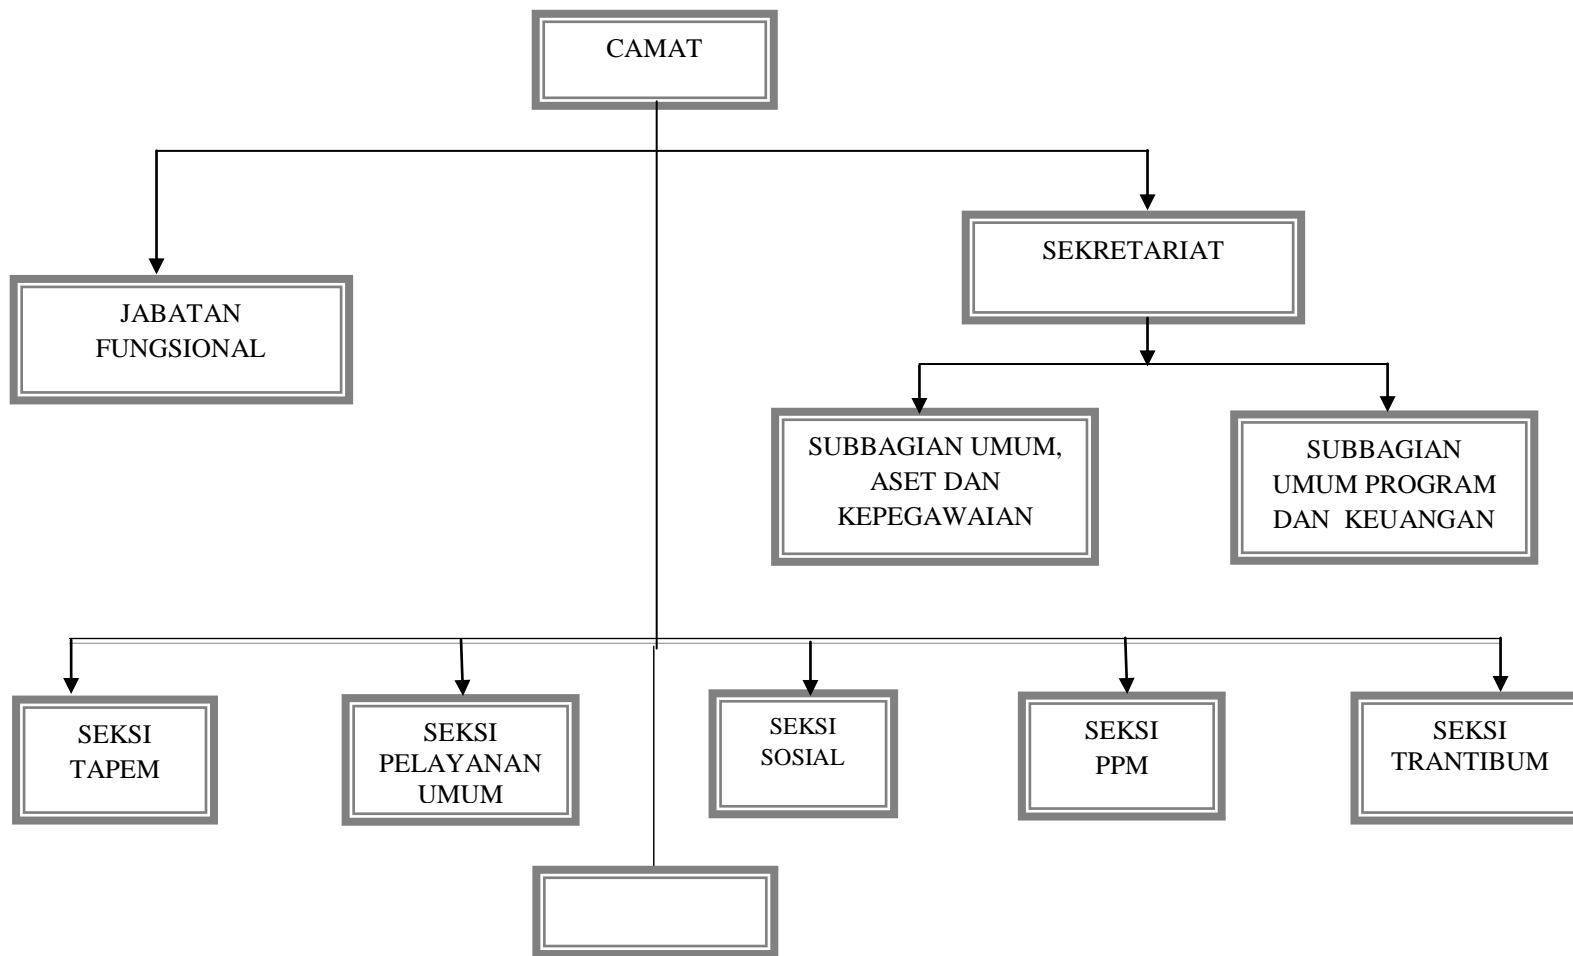 CAMAT
SEKRETARIAT
JABATAN
FUNGSIONAL
SUBBAGIAN UMUM,
ASET DAN
KEPEGAWAIAN
SUBBAGIAN
UMUM PROGRAM
DAN KEUANGAN
SEKSI
TAPEM
SEKSI
PELAYANAN
UMUM
SEKSI
SOSIAL
SEKSI
PPM
SEKSI
TRANTIBUM